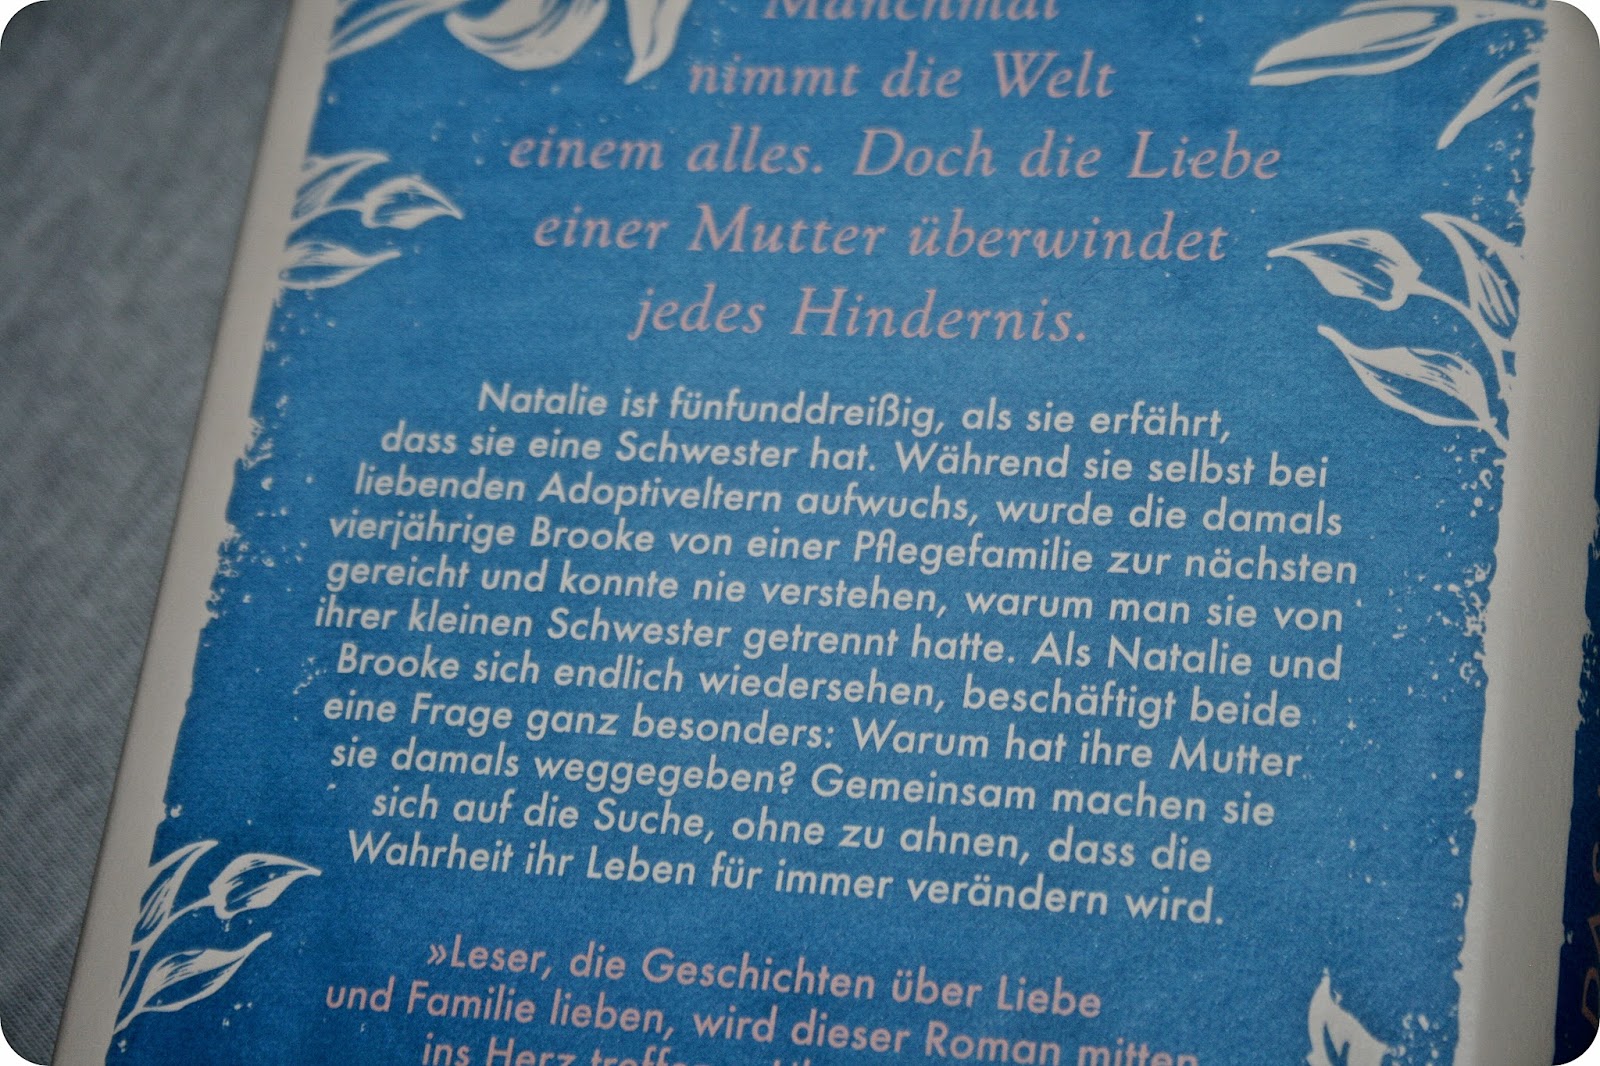 Manchmal
nimmt die Welt
einem alles. Doch die Liebe
einer Mutter überwindet
jedes Hindernis.
Natalie ist fünfunddreißig, als sie erfährt,
dass sie eine Schwester hat. Während sie selbst bei
liebenden Adoptiveltern aufwuchs, wurde die damals
vierjährige Brooke von einer Pflegefamilie zur nächsten
gereicht und konnte nie verstehen, warum man sie von
ihrer kleinen Schwester getrennt hatte. Als Natalie und
Brooke sich endlich wiedersehen, beschäftigt beide
eine Frage ganz besonders: Warum hat ihre Mutter
sie damals weggegeben? Gemeinsam machen sie
sich auf die Suche, ohne zu ahnen, dass die
Wahrheit ihr Leben für immer verändern wird.
»Leser, die Geschichten über Liebe
und Familie lieben, wird dieser Roman mitten
ins Herz treffen